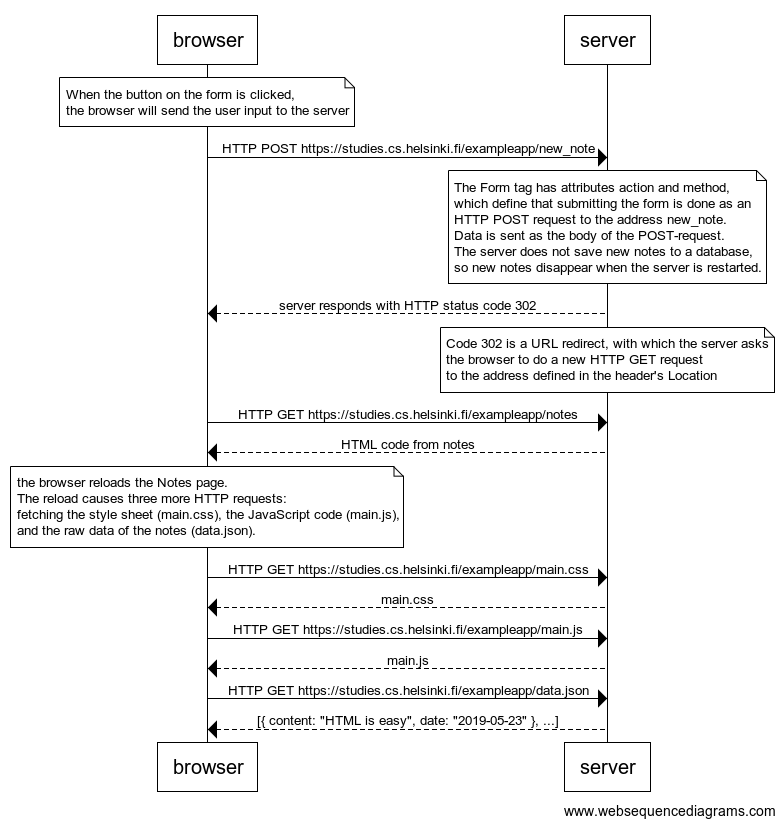 browser
server
When the button on the form is clicked,
the browser will send the user input to the server
HTTP POST https://studies.cs.helsinki.fi/exampleapp/new_note
The Form tag has attributes action and method,
which define that submitting the form is done as an
HTTP POST request to the address new_note.
Data is sent as the body of the POST-request.
The server does not save new notes to a database,
so new notes disappear when the server is restarted.
server responds with HTTP status code 302
Code 302 is a URL redirect, with which the server asks
the browser to do a new HTTP GET request
to the address defined in the header's Location
HTTP GET https://studies.cs.helsinki.fi/exampleapp/notes
HTML code from notes
the browser reloads the Notes page.
The reload causes three more HTTP requests:
fetching the style sheet (main.css), the JavaScript code (main.js),
and the raw data of the notes (data.json).
HTTP GET https://studies.cs.helsinki.fi/exampleapp/main.css
main.css
HTTP GET https://studies.cs.helsinki.fi/exampleapp/main.js
main.js
HTTP GET https://studies.cs.helsinki.fi/exampleapp/data.json
[{ content: "HTML is easy", date: "2019-05-23" }, ...]
browser
server
www.websequencediagrams.com